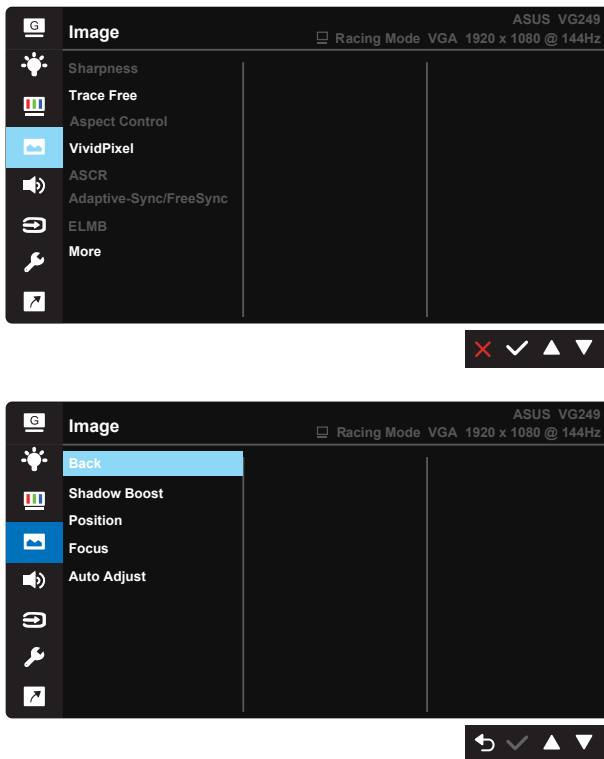 G
Image
ASUS VG249
Racing Mode VGA 1920 x 1080 @ 144Hz
Sharpness
Trace Free
Aspect Control
VividPixel
ASCR
Adaptive-Sync/FreeSync
ELMB
More
G
Image
ASUS VG249
Racing Mode VGA 1920 x 1080 @ 144Hz
Back
Shadow Boost
Position
Focus
Auto Adjust